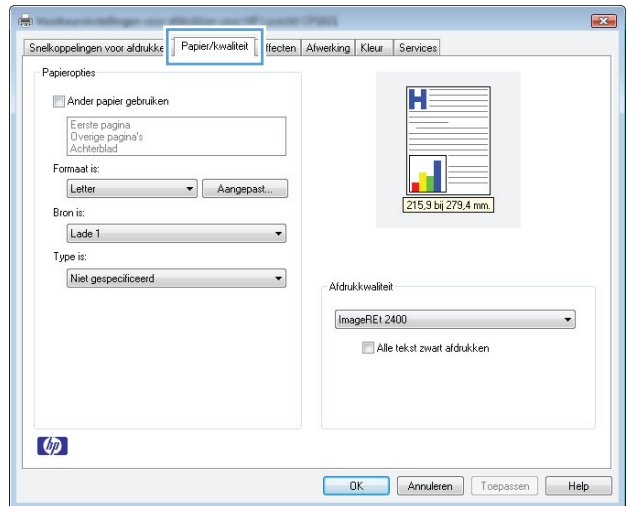 Snelkoppelingen voor afdrukke
Papier/kwaliteit
ffecten
Afwerking
Kleur
Services
Papieropties
Ander papier gebruiken
Eerste pagina
Overige pagina's
Achterblad
Formaat is:
Letter
Aangepast...
Bron is:
Lade 1
Type is:
Niet gespecificeerd
H
215,9 bij 279,4 mm.
Afdrukkwaliteit
ImageREt 2400
Alle tekst zwart afdrukken
hp
OK
Annuleren
Toepassen
Help